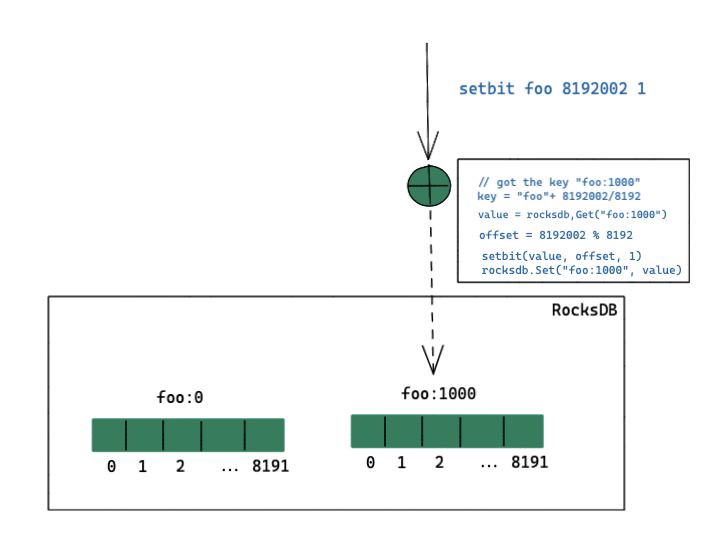 setbit foo 8192002 1
// got the key "foo:1000"
key = "foo"+ 8192002/8192
value = rocksdb,Get("foo:1000")
offset = 8192002 % 8192
setbit(value, offset, 1)
rocksdb.Set("foo:1000", value)
RocksDB
foo:0
foo:1000
0 1 2 ... 8191
0 1 2 ... 8191